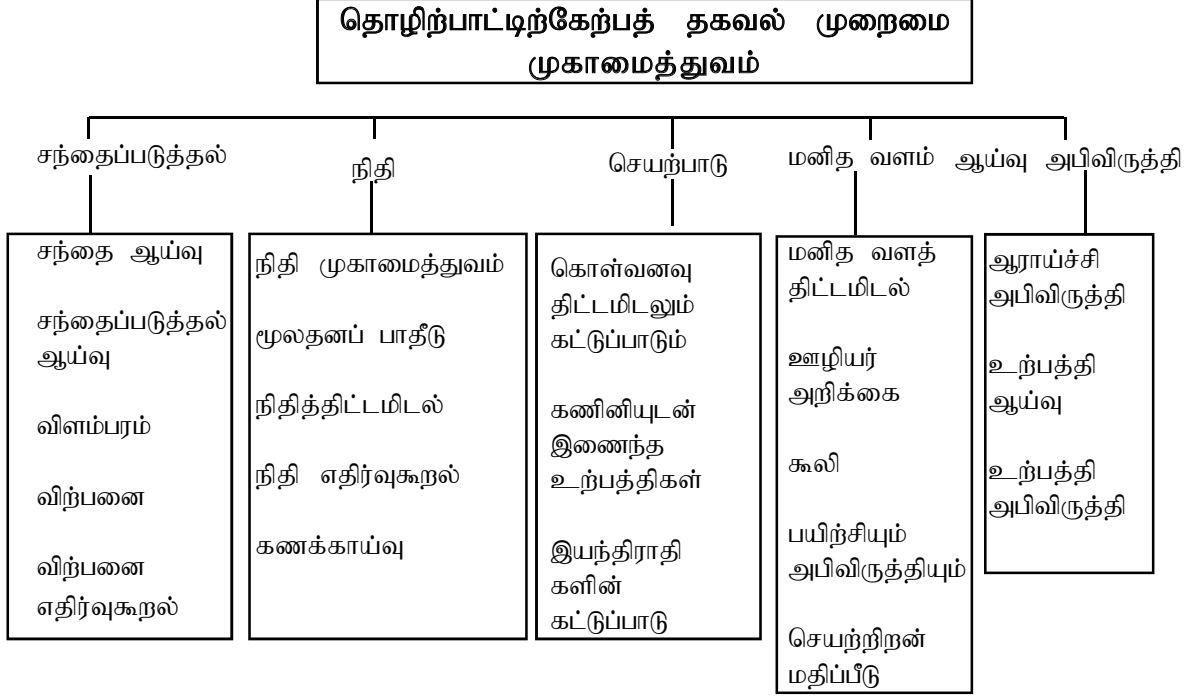 தொழிற்பாட்டிற்கேற்பத் தகவல் முறைமை
முகாமைத்துவம்
சந்தைப்படுத்தல்
நிதி
செயற்பாடு
மனித வளம்
ஆய்வு அபிவிருத்தி
சந்தை ஆய்வு
சந்தைப்படுத்தல்
ஆய்வு
விளம்பரம்
விற்பனை
விற்பனை
எதிர்வுகூறல்
நிதி முகாமைத்துவம்
மூலதனப் பாதீடு
நிதித்திட்டமிடல்
நிதி எதிர்வுகூறல்
கணக்காய்வு
கொள்வனவு
திட்டமிடலும்
கட்டுப்பாடும்
கணினியுடன்
இணைந்த
உற்பத்திகள்
இயந்திராதி
களின்
கட்டுப்பாடு
மனித வளத்
திட்டமிடல்
ஊழியர்
அறிக்கை
கூலி
பயிற்சியும்
அபிவிருத்தியும்
செயற்றிறன்
மதிப்பீடு
ஆராய்ச்சி
அபிவிருத்தி
உற்பத்தி
ஆய்வு
உற்பத்தி
அபிவிருத்தி